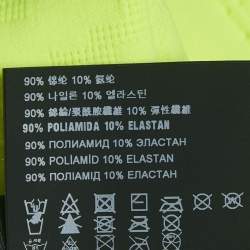 90% 锦纶 10% 氨纶
90% 나일론 10% 엘라스틴
90% 錦綸/聚酰胺纖維 10% 彈性纖維
90% POLIAMIDA 10% ELASTAN
90% ПОЛИАМИД 10% ЭЛАСТАН
90% POLİAMİD 10% ELASTAN
90% ПОЛІАМІД 10% ЕЛАСТАН